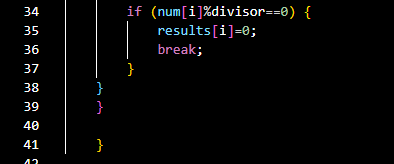 34 if (num[i]%divisor==0) {
35 results[i]=0;
36 break;
37 }
38 }
39 }
40
41 }